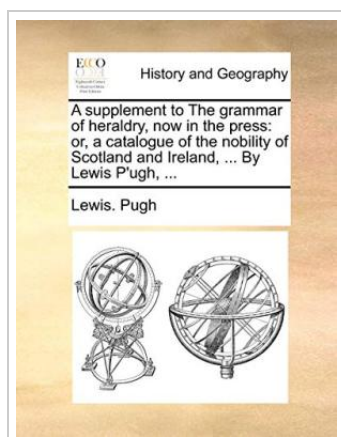 ECCO
History and Geography
A supplement to The grammar
of heraldry, now in the press:
or, a catalogue of the nobility of
Scotland and Ireland, ... By
Lewis P'ugh, ...
Lewis. Pugh